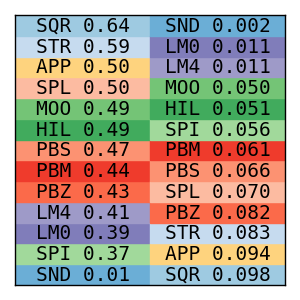 SQR 0.64 SND 0.002
STR 0.59 LM0 0.011
APP 0.50 LM4 0.011
SPL 0.50 MOO 0.050
MOO 0.49 HIL 0.051
HIL 0.49 SPI 0.056
PBS 0.47 PBM 0.061
PBM 0.44 PBS 0.066
PBZ 0.43 SPL 0.070
LM4 0.41 PBZ 0.082
LM0 0.39 STR 0.083
SPI 0.37 APP 0.094
SND 0.01 SQR 0.098